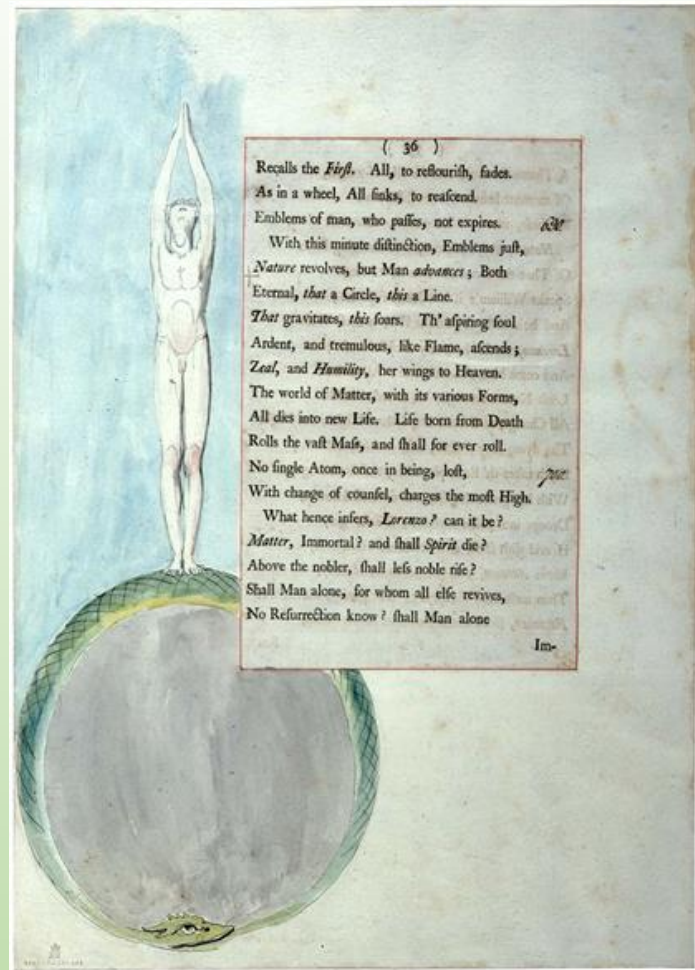 ( 36 )
Recalls the First. All, to reflourish, fades.
As in a wheel, All sinks, to reascend.
Emblems of man, who passes, not expires.
With this minute distinction, Emblems just,
Nature revolves, but Man advances; Both
Eternal, that a Circle, this a Line.
That gravitates, this soars. Th' aspiring soul
Ardent, and tremulous, like Flame, ascends;
Zeal, and Humility, her wings to Heaven.
The world of Matter, with its various Forms,
All dies into new Life. Life born from Death
Rolls the vast Mass, and shall for ever roll.
No single Atom, once in being, lost,
With change of counsel, charges the most High.
What hence infers, Lorenzo? can it be?
Matter, Immortal? and shall Spirit die?
Above the nobler, shall less noble rise?
Shall Man alone, for whom all else revives,
No Resurrection know? shall Man alone
Im-